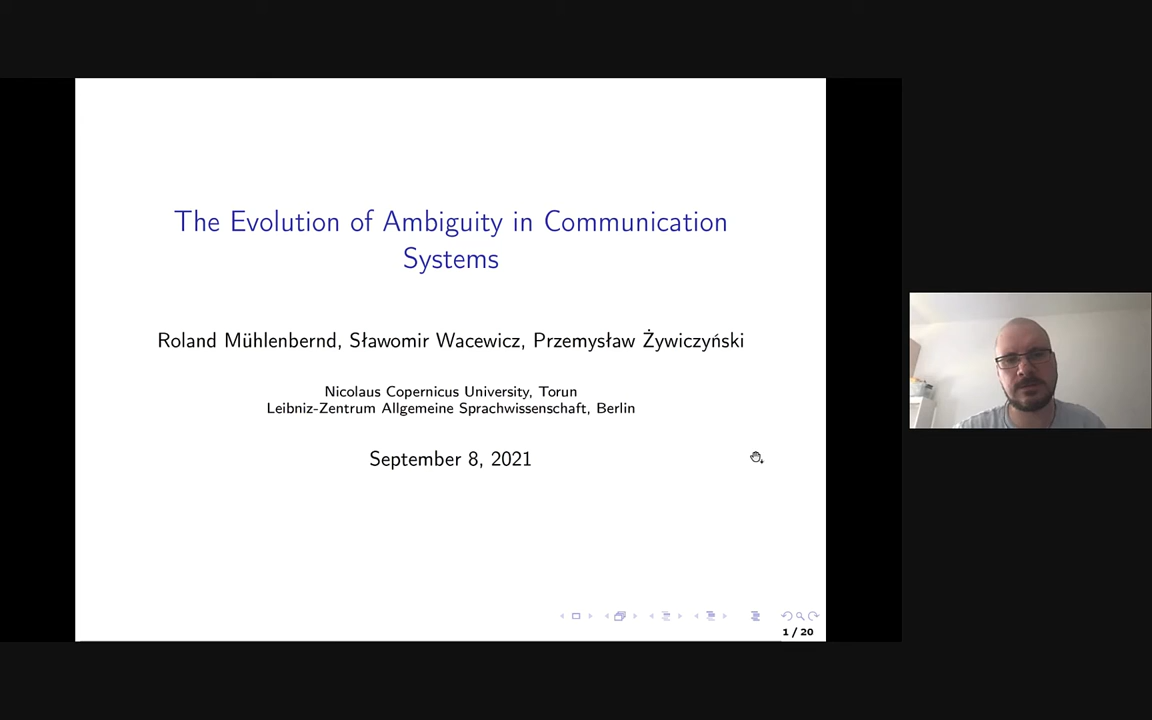 The Evolution of Ambiguity in Communication
Systems
Roland Mühlenbernd, Sławomir Wacewicz, Przemysław Żywiczyński
Nicolaus Copernicus University, Torun
Leibniz-Zentrum Allgemeine Sprachwissenschaft, Berlin
September 8, 2021
1 / 20